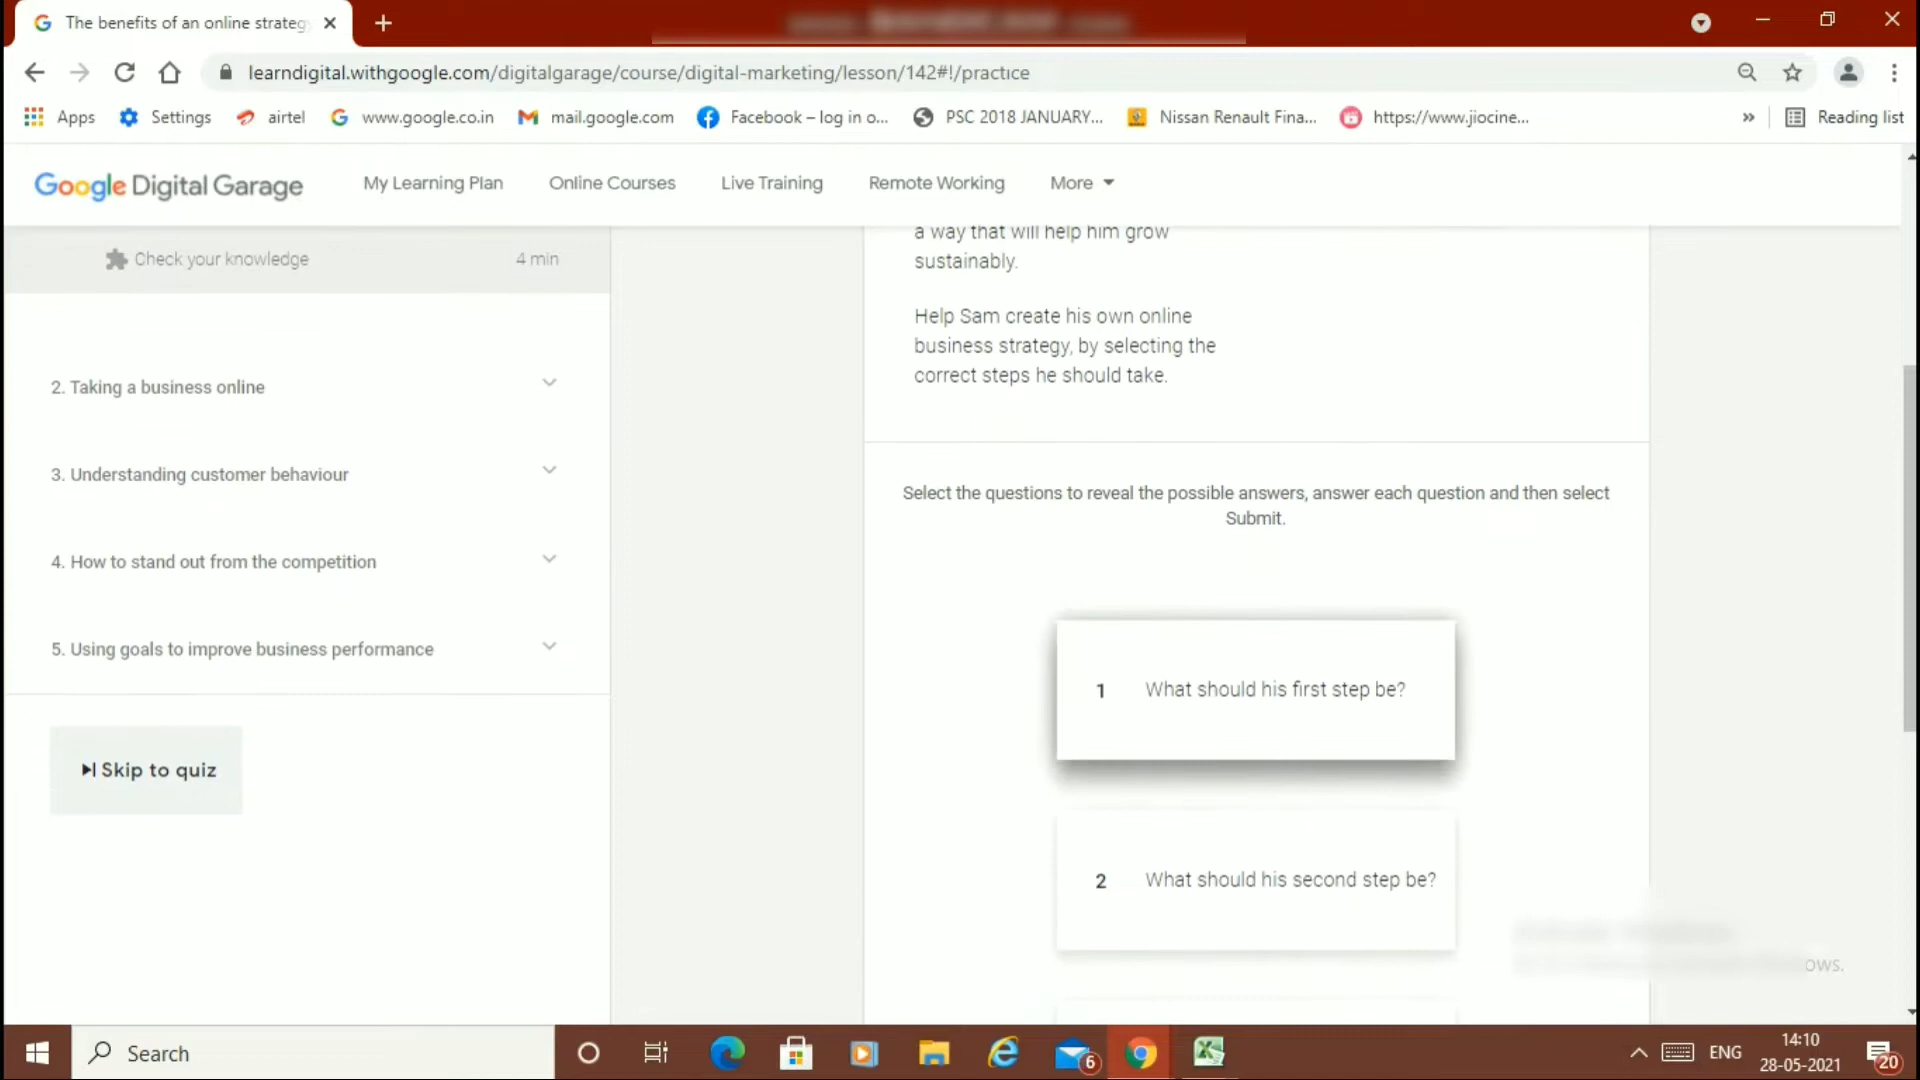 The benefits of an online strateg
learndigital.withgoogle.com/digitalgarage/course/digital-marketing/lesson/142#!/practice
Apps Settings airtel www.google.co.in mail.google.com Facebook – log in o... PSC 2018 JANUARY... Nissan Renault Fina... https://www.jiocine... » Reading list
Google Digital Garage My Learning Plan Online Courses Live Training Remote Working More
Check your knowledge 4 min
2. Taking a business online
3. Understanding customer behaviour
4. How to stand out from the competition
5. Using goals to improve business performance
Skip to quiz
a way that will help him grow
sustainably.
Help Sam create his own online
business strategy, by selecting the
correct steps he should take.
Select the questions to reveal the possible answers, answer each question and then select
Submit.
1 What should his first step be?
2 What should his second step be?
ows.
Search
6
ENG
14:10
28-05-2021
20